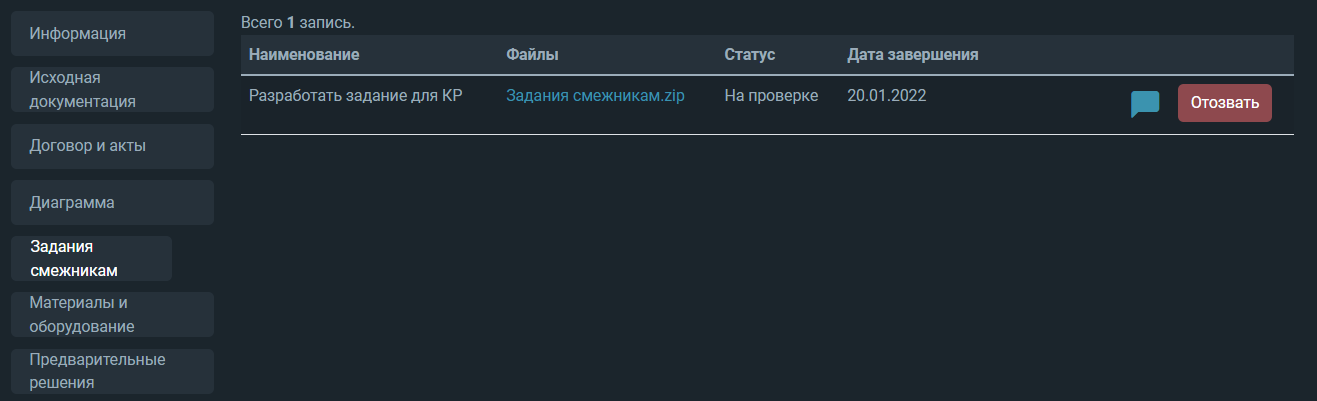 Информация
Исходная
документация
Договор и акты
Диаграмма
Задания
смежникам
Материалы и
оборудование
Предварительные
решения
Всего 1 запись.
Наименование Файлы Статус Дата завершения
Разработать задание для КР Задания смежникам.zip На проверке 20.01.2022 Отозвать